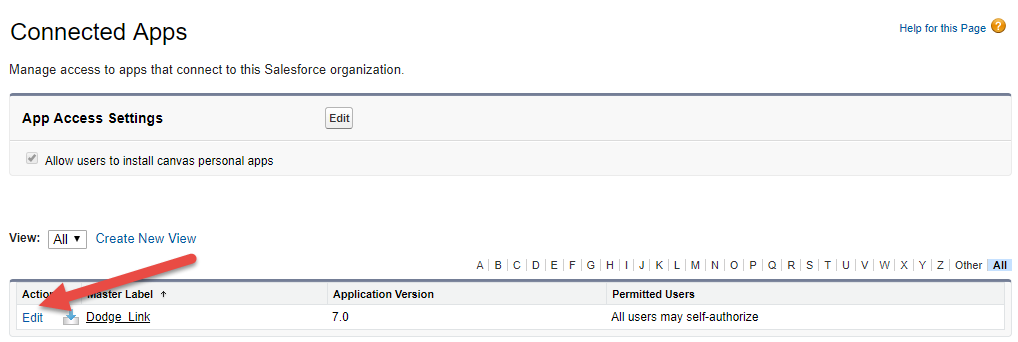 Connected Apps
Help for this Page
Manage access to apps that connect to this Salesforce organization.
App Access Settings Edit
Allow users to install canvas personal apps
View: All Create New View
A B C D E F G H I J K L M N O P Q R S T U V W X Y Z Other All
Action Master Label ↑ Application Version Permitted Users
Edit Dodge_Link 7.0 All users may self-authorize